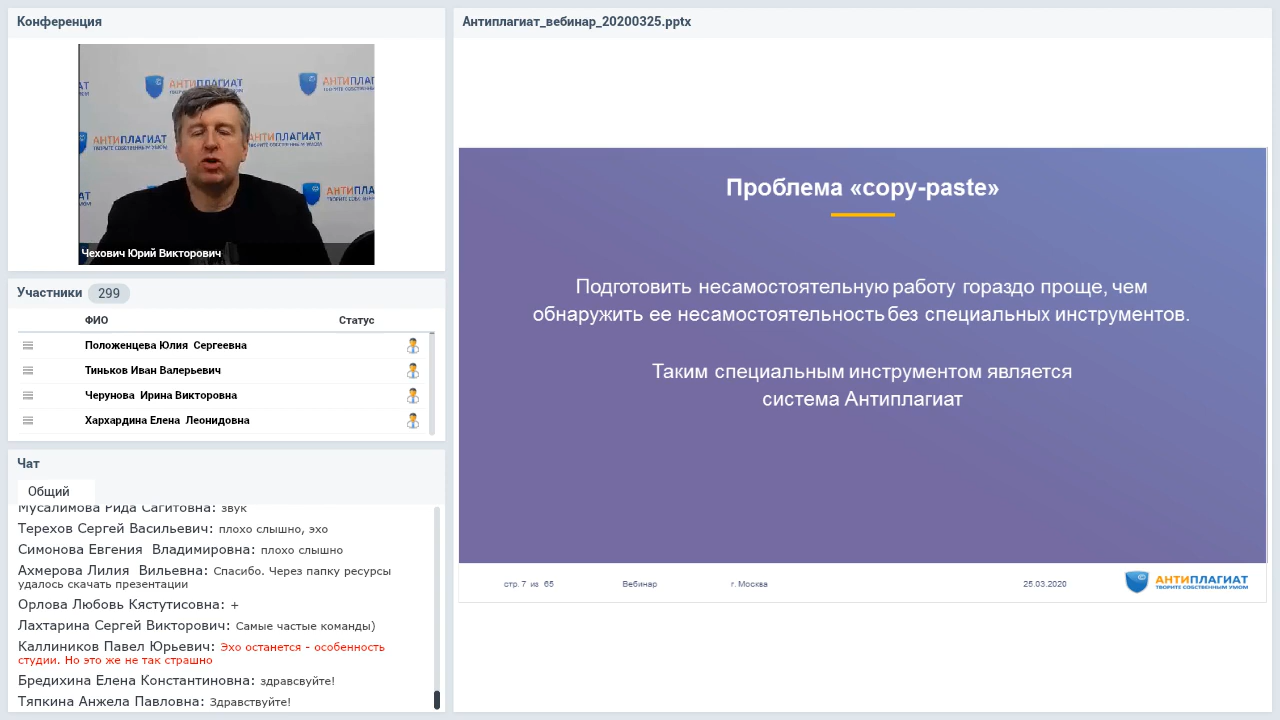 Конференция
АНТИПЛАГИАТ
АНТИПЛАГИАТ
АНТИПЛАГИАТ
ТВОРИТЕ СОБСТВЕННЫМ УМОМ
Чехович Юрий Викторович
Участники 299
ФИО Статус
Положенцева Юлия Сергеевна
Тиньков Иван Валерьевич
Черунова Ирина Викторовна
Хархардина Елена Леонидовна
Чат
Общий
Мусалимова Рида Сагитовна: звук
Терехов Сергей Васильевич: плохо слышно, эхо
Симонова Евгения Владимировна: плохо слышно
Ахмерова Лилия Вильевна: Спасибо. Через папку ресурсы
удалось скачать презентации
Орлова Любовь Кястутисовна: +
Лахтарина Сергей Викторович: Самые частые команды)
Каллиников Павел Юрьевич: Эхо останется - особенность
студии. Но это же не так страшно
Бредихина Елена Константиновна: здравсвуйте!
Тяпкина Анжела Павловна: Здравствуйте!
Антиплагиат_вебинар_20200325.pptx
Проблема «copy-paste»
Подготовить несамостоятельную работу гораздо проще, чем
обнаружить ее несамостоятельность без специальных инструментов.
Таким специальным инструментом является
система Антиплагиат
стр. 7 из 65 Вебинар г. Москва 25.03.2020
АНТИПЛАГИАТ
ТВОРИТЕ СОБСТВЕННЫМ УМОМ